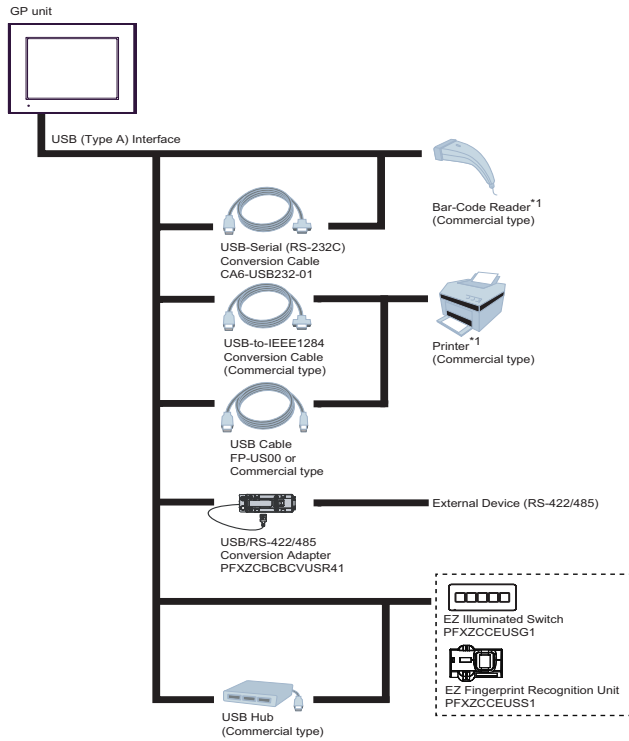 GP unit
USB (Type A) Interface
Bar-Code Reader*1
(Commercial type)
USB-Serial (RS-232C)
Conversion Cable
CA6-USB232-01
USB-to-IEEE1284
Conversion Cable
(Commercial type)
Printer*1
(Commercial type)
USB Cable
FP-US00 or
Commercial type
External Device (RS-422/485)
USB/RS-422/485
Conversion Adapter
PFXZCBCBCVUSR41
EZ Illuminated Switch
PFXZCCEUSG1
EZ Fingerprint Recognition Unit
PFXZCCEUSS1
USB Hub
(Commercial type)